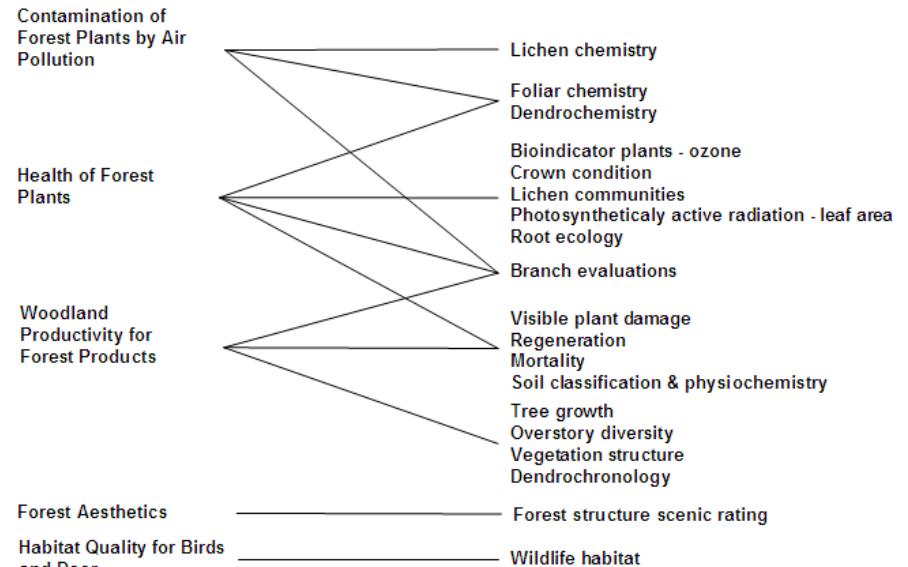 Contamination of
Forest Plants by Air
Pollution
Lichen chemistry
Foliar chemistry
Dendrochemistry
Health of Forest
Plants
Bioindicator plants - ozone
Crown condition
Lichen communities
Photosyntheticaly active radiation - leaf area
Root ecology
Branch evaluations
Woodland
Productivity for
Forest Products
Visible plant damage
Regeneration
Mortality
Soil classification & physiochemistry
Tree growth
Overstory diversity
Vegetation structure
Dendrochronology
Forest Aesthetics
Forest structure scenic rating
Habitat Quality for Birds
Wildlife habitat